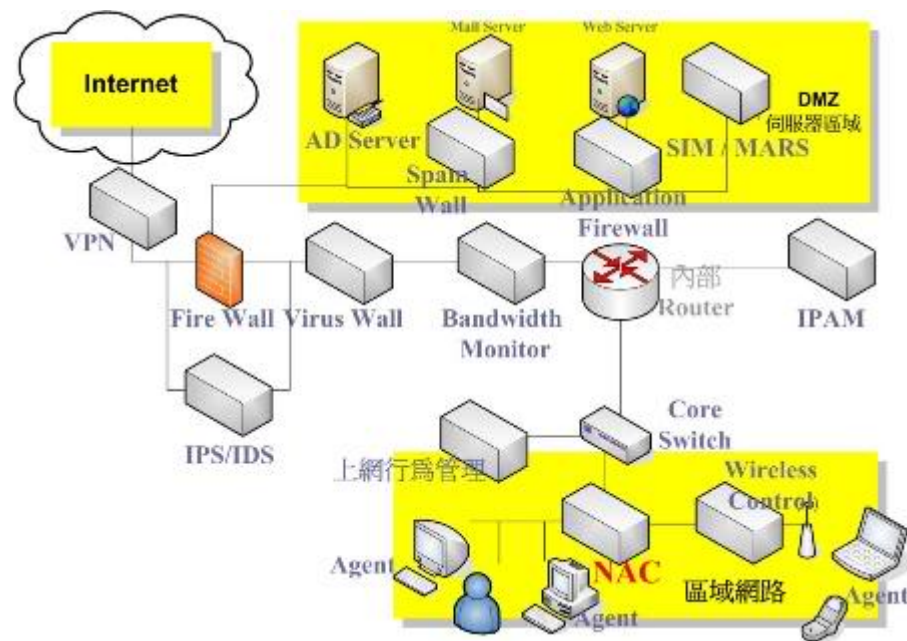 Mail Server
Web Server
Internet
DMZ
伺服器區域
AD Server
SIM / MARS
Spam
Wall
Application
Firewall
VPN
內部
Router
Fire Wall
Virus Wall
Bandwidth
Monitor
IPAM
IPS/IDS
Core
Switch
上網行為管理
Wireless
Control
Agent
NAC
區域網路
Agent
Agent